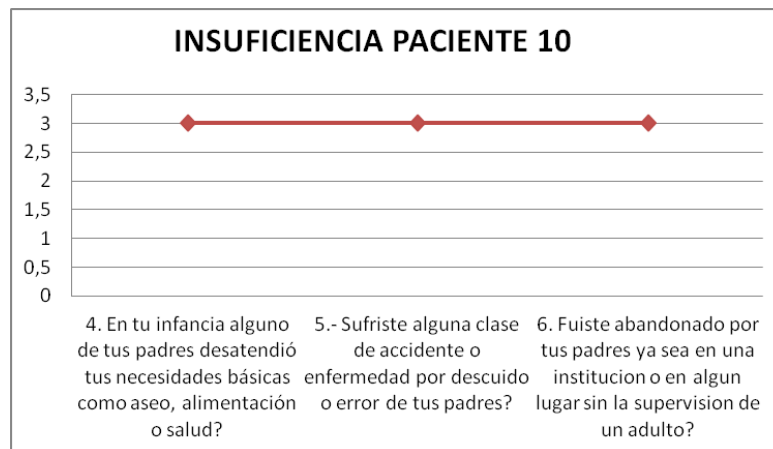 INSUFICIENCIA PACIENTE 10
3,5
3
2,5
2
1,5
1
0,5
0
4. En tu infancia alguno
de tus padres desatendió
tus necesidades básicas
como aseo, alimentación
o salud?
5.- Sufriste alguna clase
de accidente o
enfermedad por descuido
o error de tus padres?
6. Fuiste abandonado por
tus padres ya sea en una
institucion o en algun
lugar sin la supervision de
un adulto?